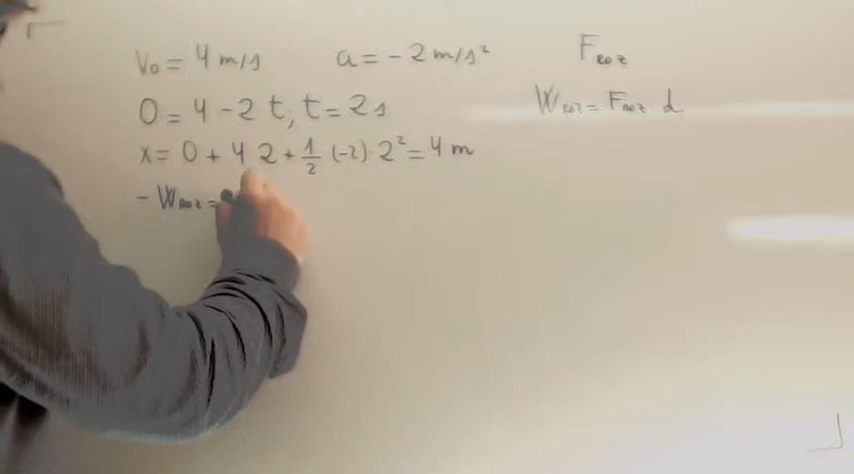 V₀ = 4 m/s a = -2 m/s² F_ROZ
0 = 4 - 2 t, t = 2 s W_ROZ = F_ROZ d
x = 0 + 4 2 + 1/2 (-2) · 2² = 4 m
- W_ROZ =